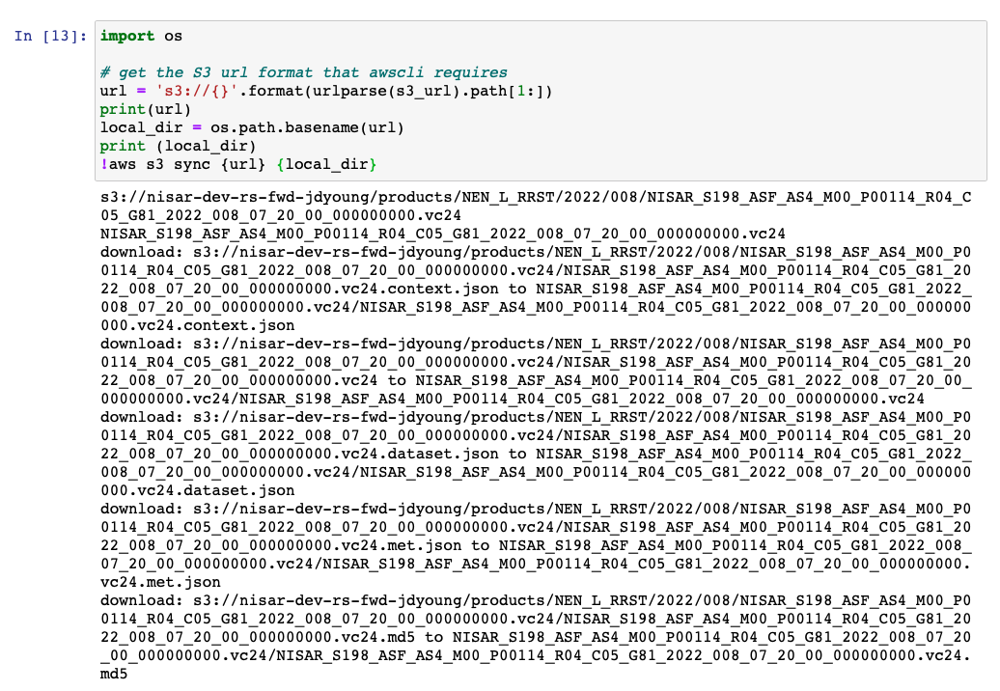 In [13]: import os
# get the S3 url format that awscli requires
url = 's3://{}'.format(urlparse(s3_url).path[1:])
print(url)
local_dir = os.path.basename(url)
print (local_dir)
!aws s3 sync {url} {local_dir}
s3://nisar-dev-rs-fwd-jdyoung/products/NEN_L_RRST/2022/008/NISAR_S198_ASF_AS4_M00_P00114_R04_C
05_G81_2022_008_07_20_00_000000000.vc24
NISAR_S198_ASF_AS4_M00_P00114_R04_C05_G81_2022_008_07_20_00_000000000.vc24
download: s3://nisar-dev-rs-fwd-jdyoung/products/NEN_L_RRST/2022/008/NISAR_S198_ASF_AS4_M00_P0
0114_R04_C05_G81_2022_008_07_20_00_000000000.vc24/NISAR_S198_ASF_AS4_M00_P00114_R04_C05_G81_20
22_008_07_20_00_000000000.vc24.context.json to NISAR_S198_ASF_AS4_M00_P00114_R04_C05_G81_2022_
008_07_20_00_000000000.vc24/NISAR_S198_ASF_AS4_M00_P00114_R04_C05_G81_2022_008_07_20_00_000000
000.vc24.context.json
download: s3://nisar-dev-rs-fwd-jdyoung/products/NEN_L_RRST/2022/008/NISAR_S198_ASF_AS4_M00_P0
0114_R04_C05_G81_2022_008_07_20_00_000000000.vc24/NISAR_S198_ASF_AS4_M00_P00114_R04_C05_G81_20
22_008_07_20_00_000000000.vc24 to NISAR_S198_ASF_AS4_M00_P00114_R04_C05_G81_2022_008_07_20_00_
000000000.vc24/NISAR_S198_ASF_AS4_M00_P00114_R04_C05_G81_2022_008_07_20_00_000000000.vc24
download: s3://nisar-dev-rs-fwd-jdyoung/products/NEN_L_RRST/2022/008/NISAR_S198_ASF_AS4_M00_P0
0114_R04_C05_G81_2022_008_07_20_00_000000000.vc24/NISAR_S198_ASF_AS4_M00_P00114_R04_C05_G81_20
22_008_07_20_00_000000000.vc24.dataset.json to NISAR_S198_ASF_AS4_M00_P00114_R04_C05_G81_2022_
008_07_20_00_000000000.vc24/NISAR_S198_ASF_AS4_M00_P00114_R04_C05_G81_2022_008_07_20_00_000000
000.vc24.dataset.json
download: s3://nisar-dev-rs-fwd-jdyoung/products/NEN_L_RRST/2022/008/NISAR_S198_ASF_AS4_M00_P0
0114_R04_C05_G81_2022_008_07_20_00_000000000.vc24/NISAR_S198_ASF_AS4_M00_P00114_R04_C05_G81_20
22_008_07_20_00_000000000.vc24.met.json to NISAR_S198_ASF_AS4_M00_P00114_R04_C05_G81_2022_008_
07_20_00_000000000.vc24/NISAR_S198_ASF_AS4_M00_P00114_R04_C05_G81_2022_008_07_20_00_000000000.
vc24.met.json
download: s3://nisar-dev-rs-fwd-jdyoung/products/NEN_L_RRST/2022/008/NISAR_S198_ASF_AS4_M00_P0
0114_R04_C05_G81_2022_008_07_20_00_000000000.vc24/NISAR_S198_ASF_AS4_M00_P00114_R04_C05_G81_20
22_008_07_20_00_000000000.vc24.md5 to NISAR_S198_ASF_AS4_M00_P00114_R04_C05_G81_2022_008_07_20
_00_000000000.vc24/NISAR_S198_ASF_AS4_M00_P00114_R04_C05_G81_2022_008_07_20_00_000000000.vc24.
md5